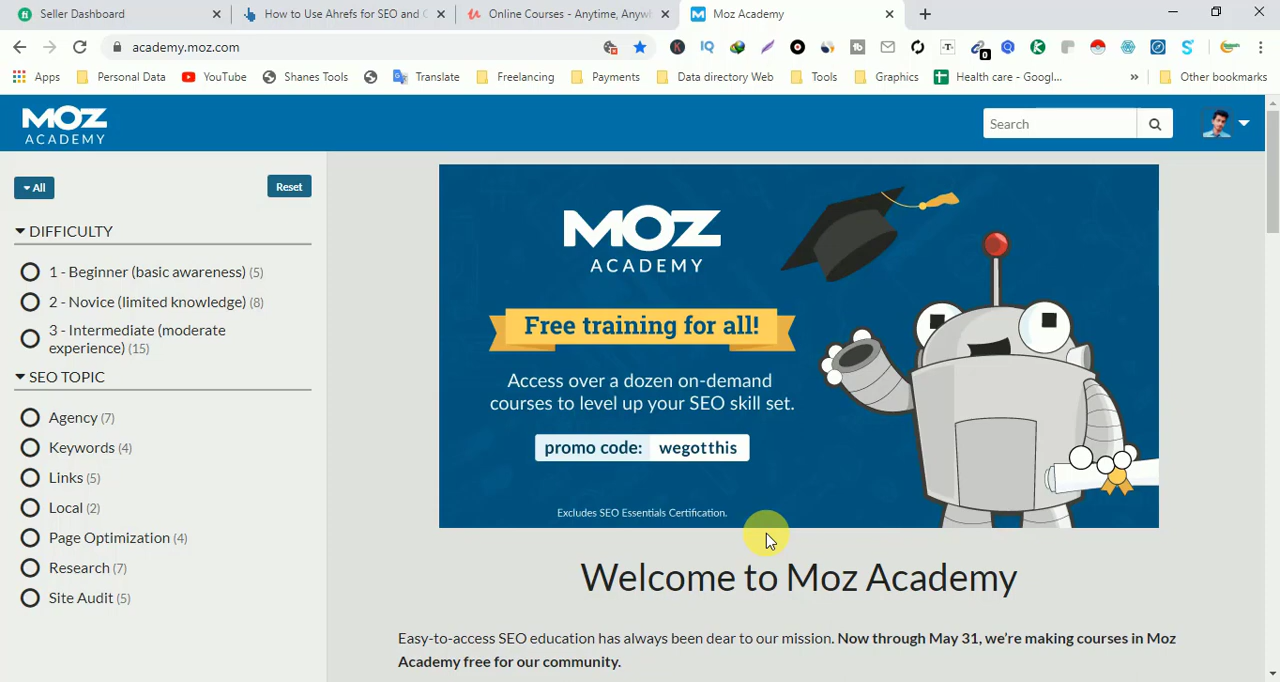 Seller Dashboard
How to Use Ahrefs for SEO and C
Online Courses - Anytime, Anyw
Moz Academy
academy.moz.com
Apps
Personal Data
YouTube
Shanes Tools
Translate
Freelancing
Payments
Data directory Web
Tools
Graphics
Health care - Googl...
Other bookmarks
MOZ
ACADEMY
Search
All
Reset
DIFFICULTY
1 - Beginner (basic awareness) (5)
2 - Novice (limited knowledge) (8)
3 - Intermediate (moderate
experience) (15)
SEO TOPIC
Agency (7)
Keywords (4)
Links (5)
Local (2)
Page Optimization (4)
Research (7)
Site Audit (5)
MOZ
ACADEMY
Free training for all!
Access over a dozen on-demand
courses to level up your SEO skill set.
promo code: wegotthis
Excludes SEO Essentials Certification.
Welcome to Moz Academy
Easy-to-access SEO education has always been dear to our mission. Now through May 31, we're making courses in Moz
Academy free for our community.